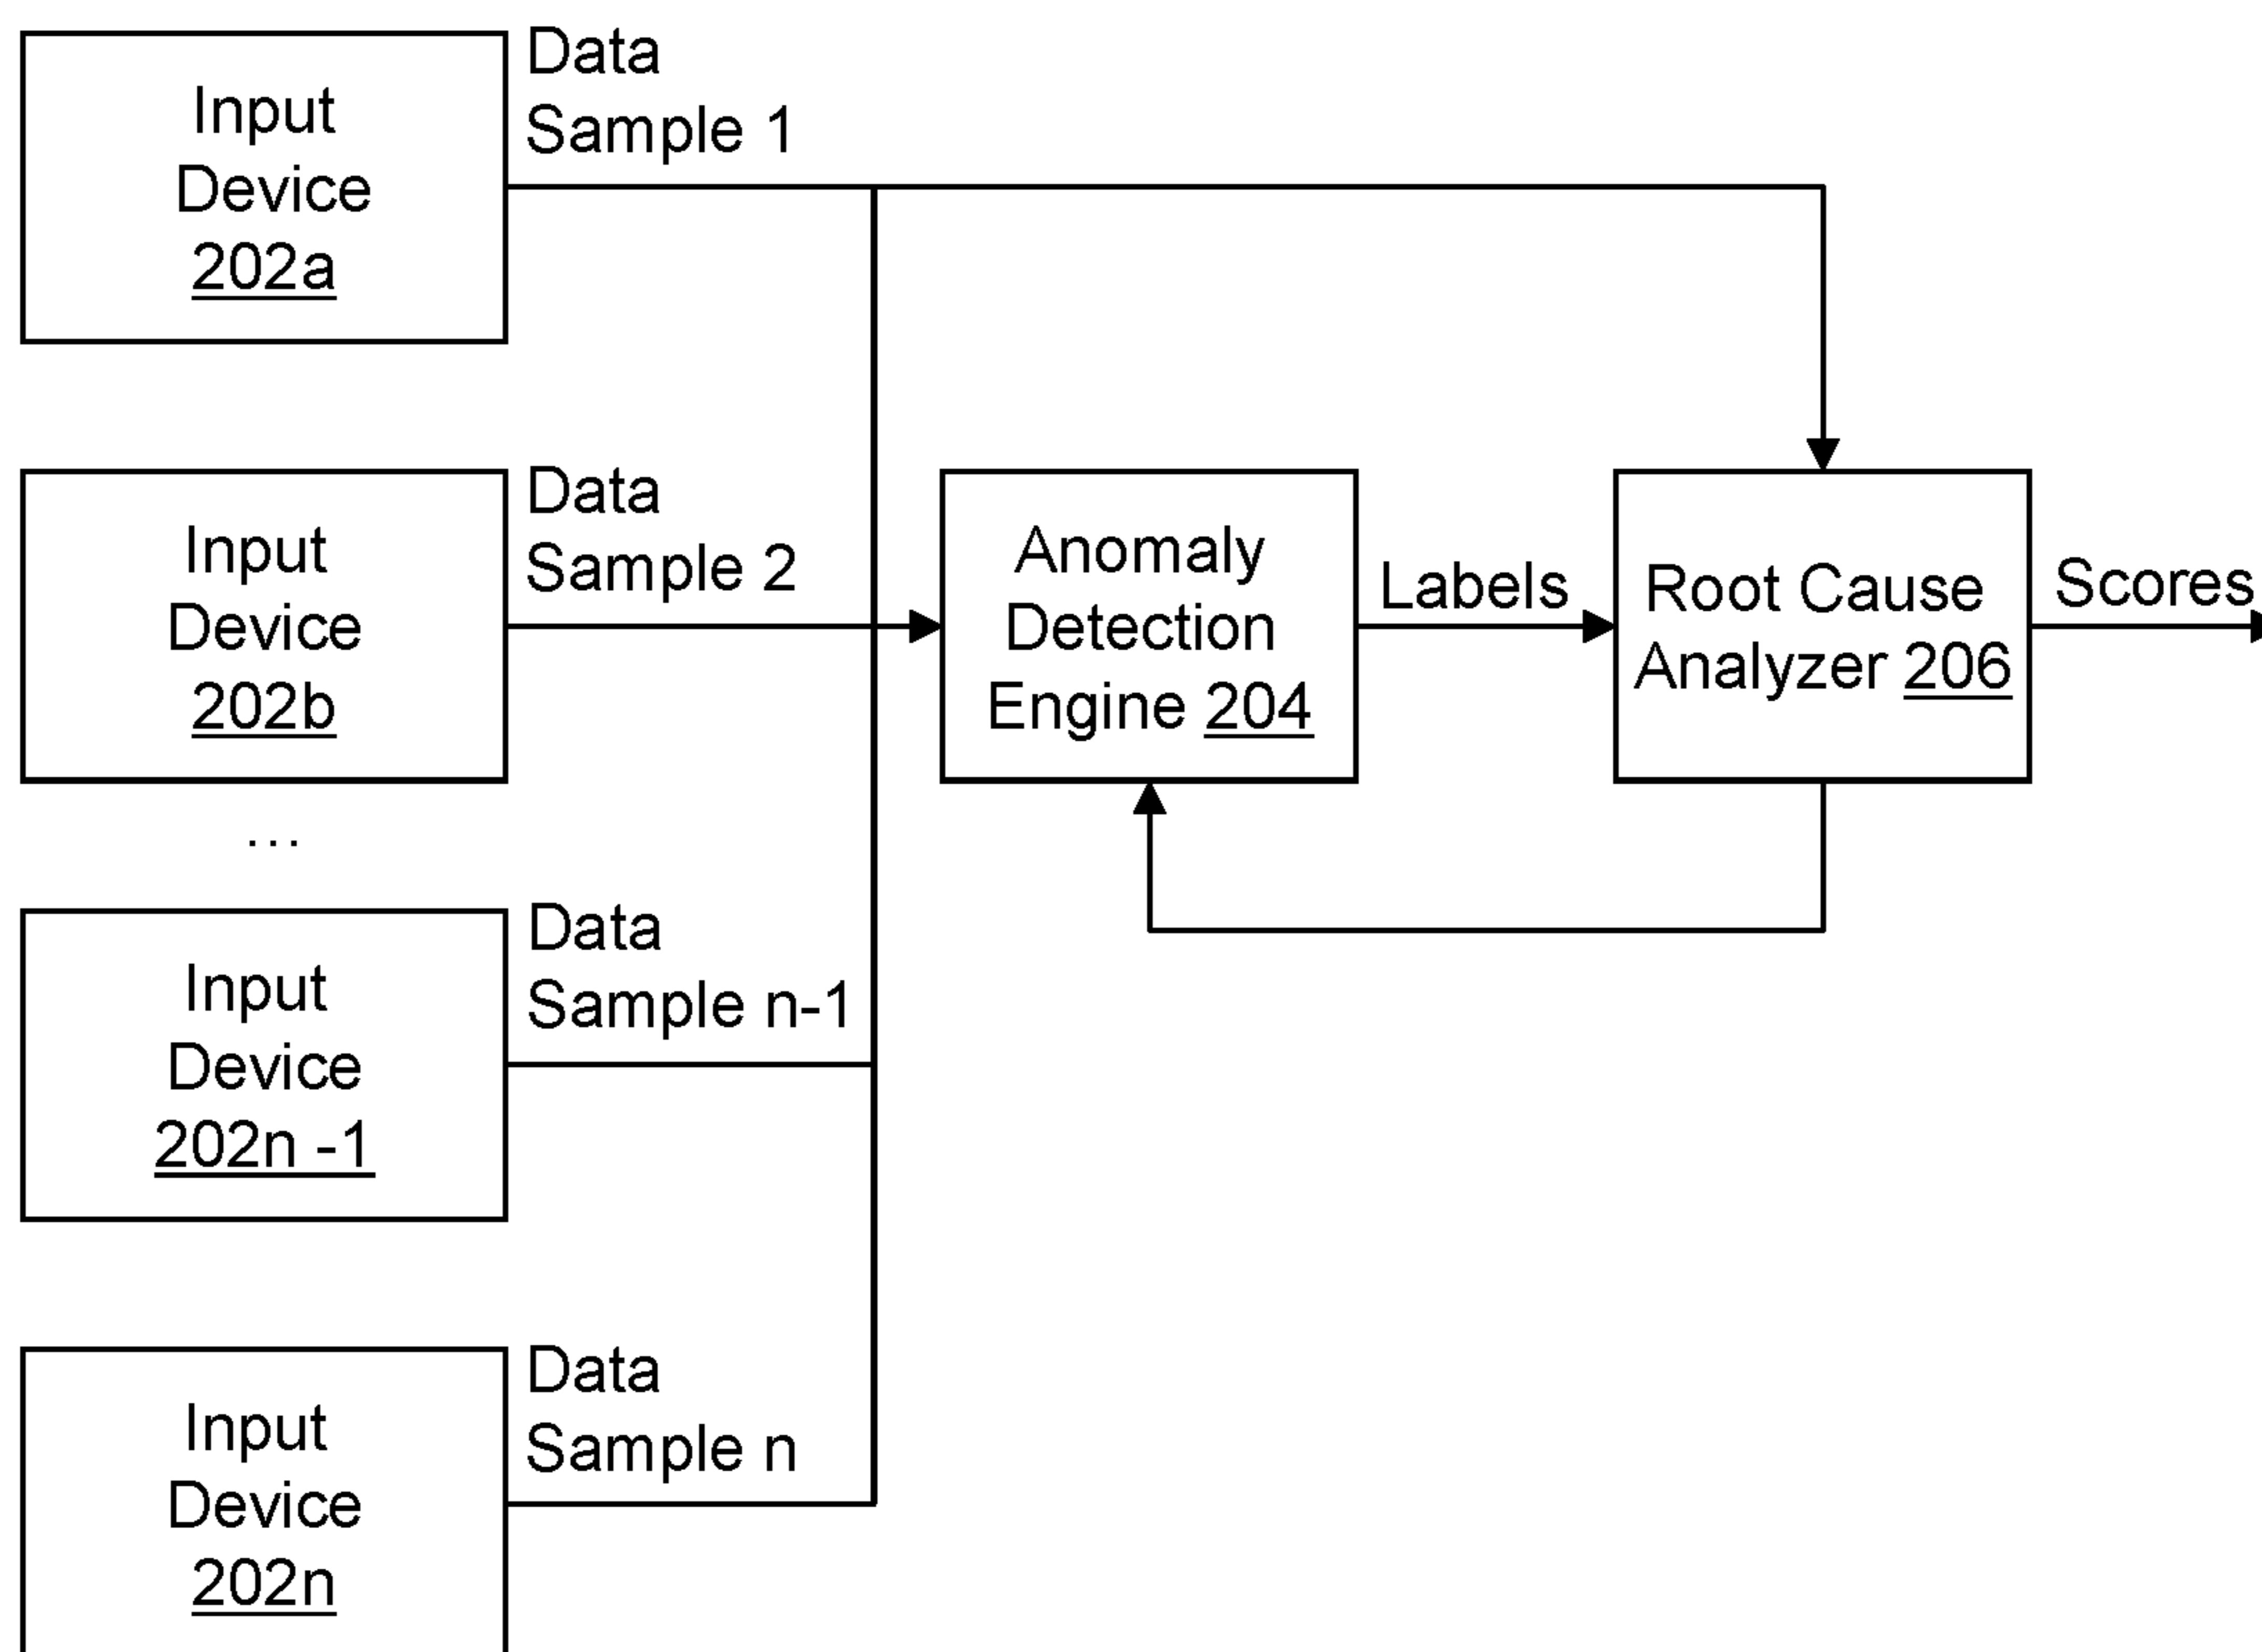 Input
Device
202a
Data
Sample 1
Input
Device
202b
Data
Sample 2
...
Input
Device
202n -1
Data
Sample n-1
Input
Device
202n
Data
Sample n
Anomaly
Detection
Engine 204
Labels
Root Cause
Analyzer 206
Scores